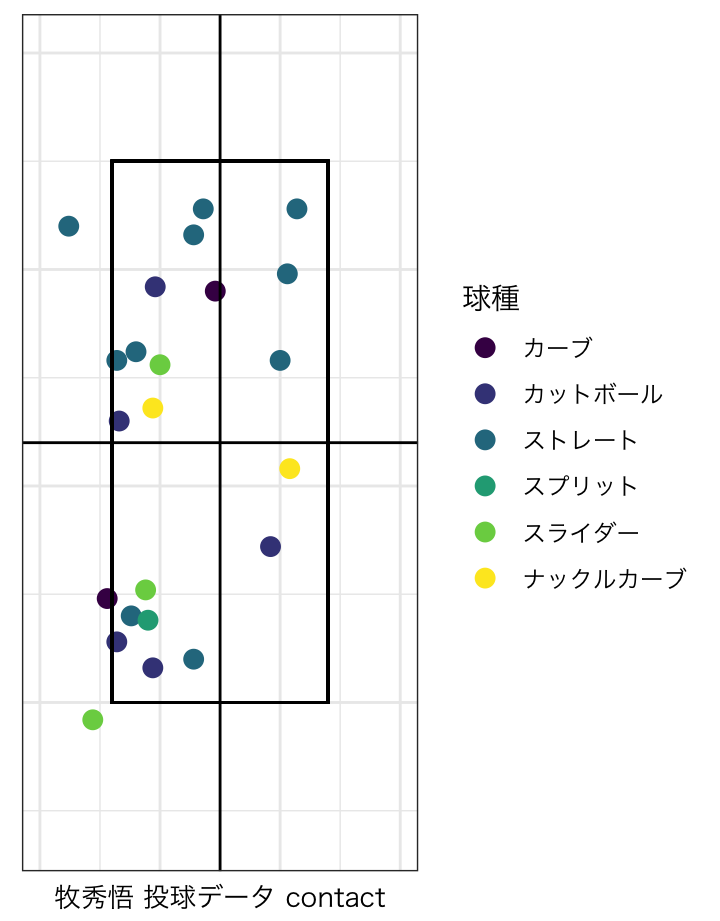 球種
カーブ
カットボール
ストレート
スプリット
スライダー
ナックルカーブ
牧秀悟 投球データ contact